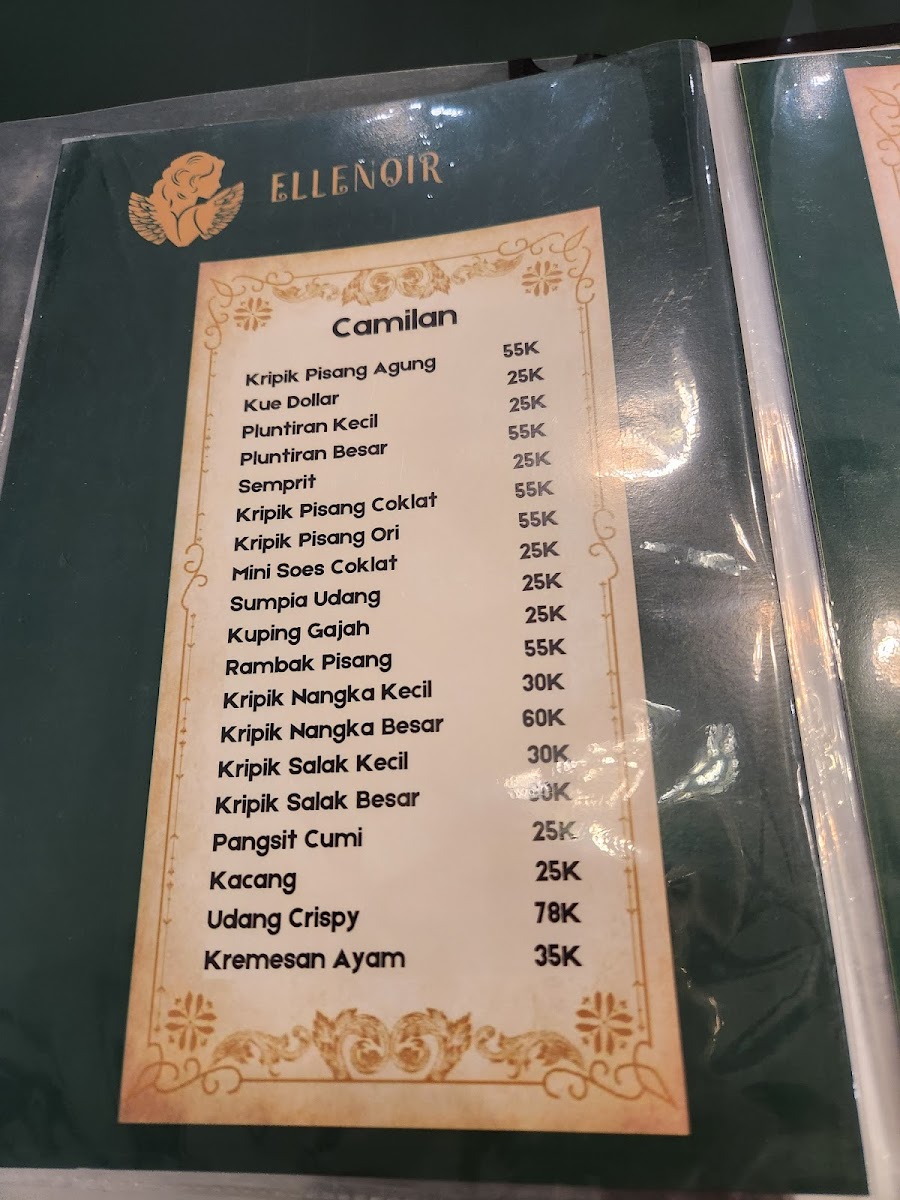 ELLENOIR
Camilan
Kripik Pisang Agung 55K
Kue Dollar 25K
Pluntiran Kecil 25K
Pluntiran Besar 55K
Semprit 25K
Kripik Pisang Coklat 55K
Kripik Pisang Ori 55K
Mini Soes Coklat 25K
Sumpia Udang 25K
Kuping Gajah 25K
Rambak Pisang 55K
Kripik Nangka Kecil 30K
Kripik Nangka Besar 60K
Kripik Salak Kecil 30K
Kripik Salak Besar
Pangsit Cumi 25K
Kacang 25K
Udang Crispy 78K
Kremesan Ayam 35K